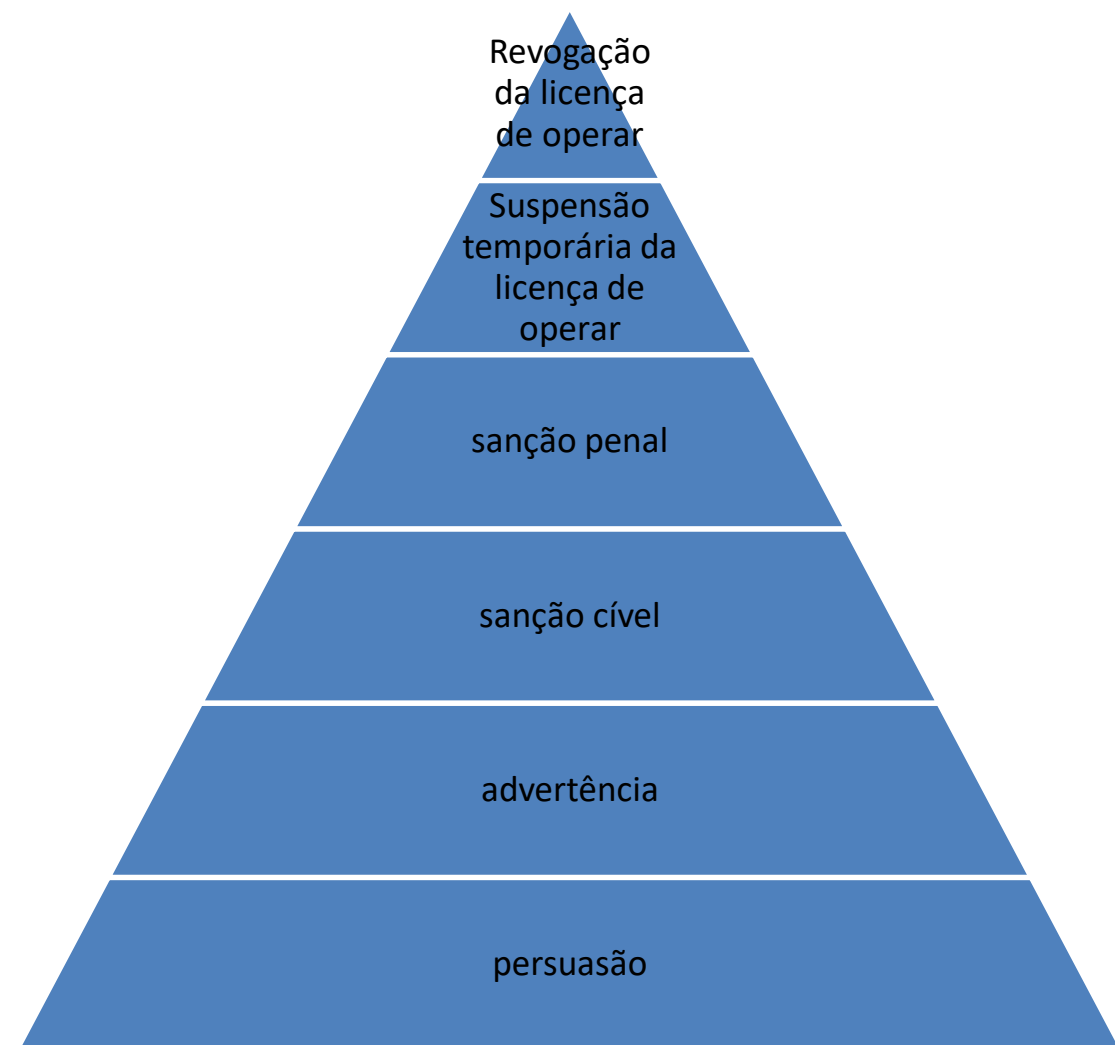 Revogação
da licença
de operar
Suspensão
temporária da
licença de
operar
sanção penal
sanção cível
advertência
persuasão